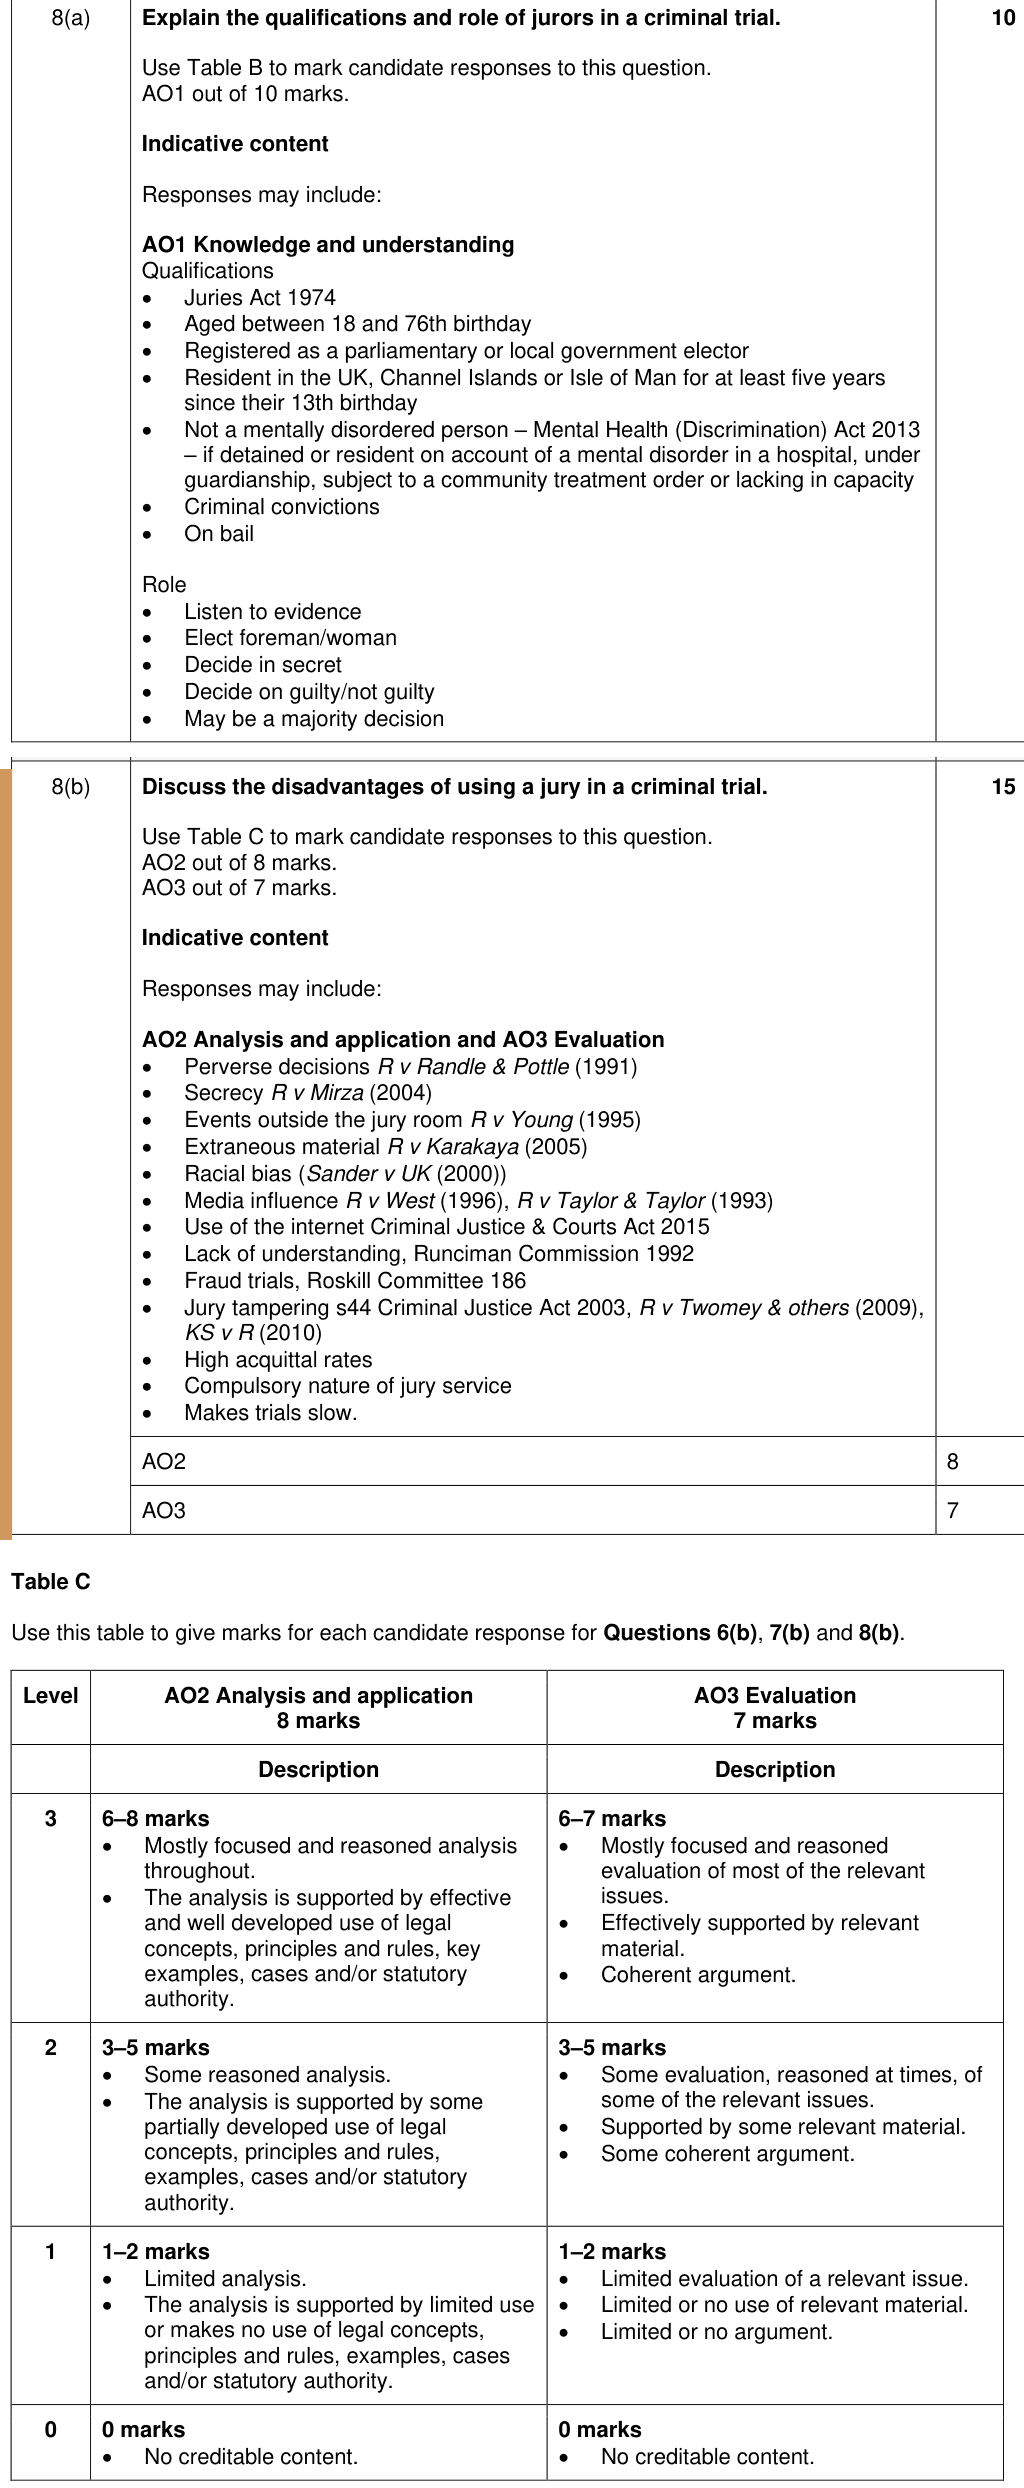 8(a) Explain the qualifications and role of jurors in a criminal trial. 10
Use Table B to mark candidate responses to this question.
AO1 out of 10 marks.
Indicative content
Responses may include:
AO1 Knowledge and understanding
Qualifications
• Juries Act 1974
• Aged between 18 and 76th birthday
• Registered as a parliamentary or local government elector
• Resident in the UK, Channel Islands or Isle of Man for at least five years
since their 13th birthday
• Not a mentally disordered person – Mental Health (Discrimination) Act 2013
– if detained or resident on account of a mental disorder in a hospital, under
guardianship, subject to a community treatment order or lacking in capacity
• Criminal convictions
• On bail
Role
• Listen to evidence
• Elect foreman/woman
• Decide in secret
• Decide on guilty/not guilty
• May be a majority decision
8(b) Discuss the disadvantages of using a jury in a criminal trial. 15
Use Table C to mark candidate responses to this question.
AO2 out of 8 marks.
AO3 out of 7 marks.
Indicative content
Responses may include:
AO2 Analysis and application and AO3 Evaluation
• Perverse decisions R v Randle & Pottle (1991)
• Secrecy R v Mirza (2004)
• Events outside the jury room R v Young (1995)
• Extraneous material R v Karakaya (2005)
• Racial bias (Sander v UK (2000))
• Media influence R v West (1996), R v Taylor & Taylor (1993)
• Use of the internet Criminal Justice & Courts Act 2015
• Lack of understanding, Runciman Commission 1992
• Fraud trials, Roskill Committee 186
• Jury tampering s44 Criminal Justice Act 2003, R v Twomey & others (2009),
KS v R (2010)
• High acquittal rates
• Compulsory nature of jury service
• Makes trials slow.
AO2 8
AO3 7
Table C
Use this table to give marks for each candidate response for Questions 6(b), 7(b) and 8(b).
Level
AO2 Analysis and application
8 marks
AO3 Evaluation
7 marks
Description
Description
3
6–8 marks
• Mostly focused and reasoned analysis
throughout.
• The analysis is supported by effective
and well developed use of legal
concepts, principles and rules, key
examples, cases and/or statutory
authority.
6–7 marks
• Mostly focused and reasoned
evaluation of most of the relevant
issues.
• Effectively supported by relevant
material.
• Coherent argument.
2
3–5 marks
• Some reasoned analysis.
• The analysis is supported by some
partially developed use of legal
concepts, principles and rules,
examples, cases and/or statutory
authority.
3–5 marks
• Some evaluation, reasoned at times, of
some of the relevant issues.
• Supported by some relevant material.
• Some coherent argument.
1
1–2 marks
• Limited analysis.
• The analysis is supported by limited use
or makes no use of legal concepts,
principles and rules, examples, cases
and/or statutory authority.
1–2 marks
• Limited evaluation of a relevant issue.
• Limited or no use of relevant material.
• Limited or no argument.
0
0 marks
• No creditable content.
0 marks
• No creditable content.